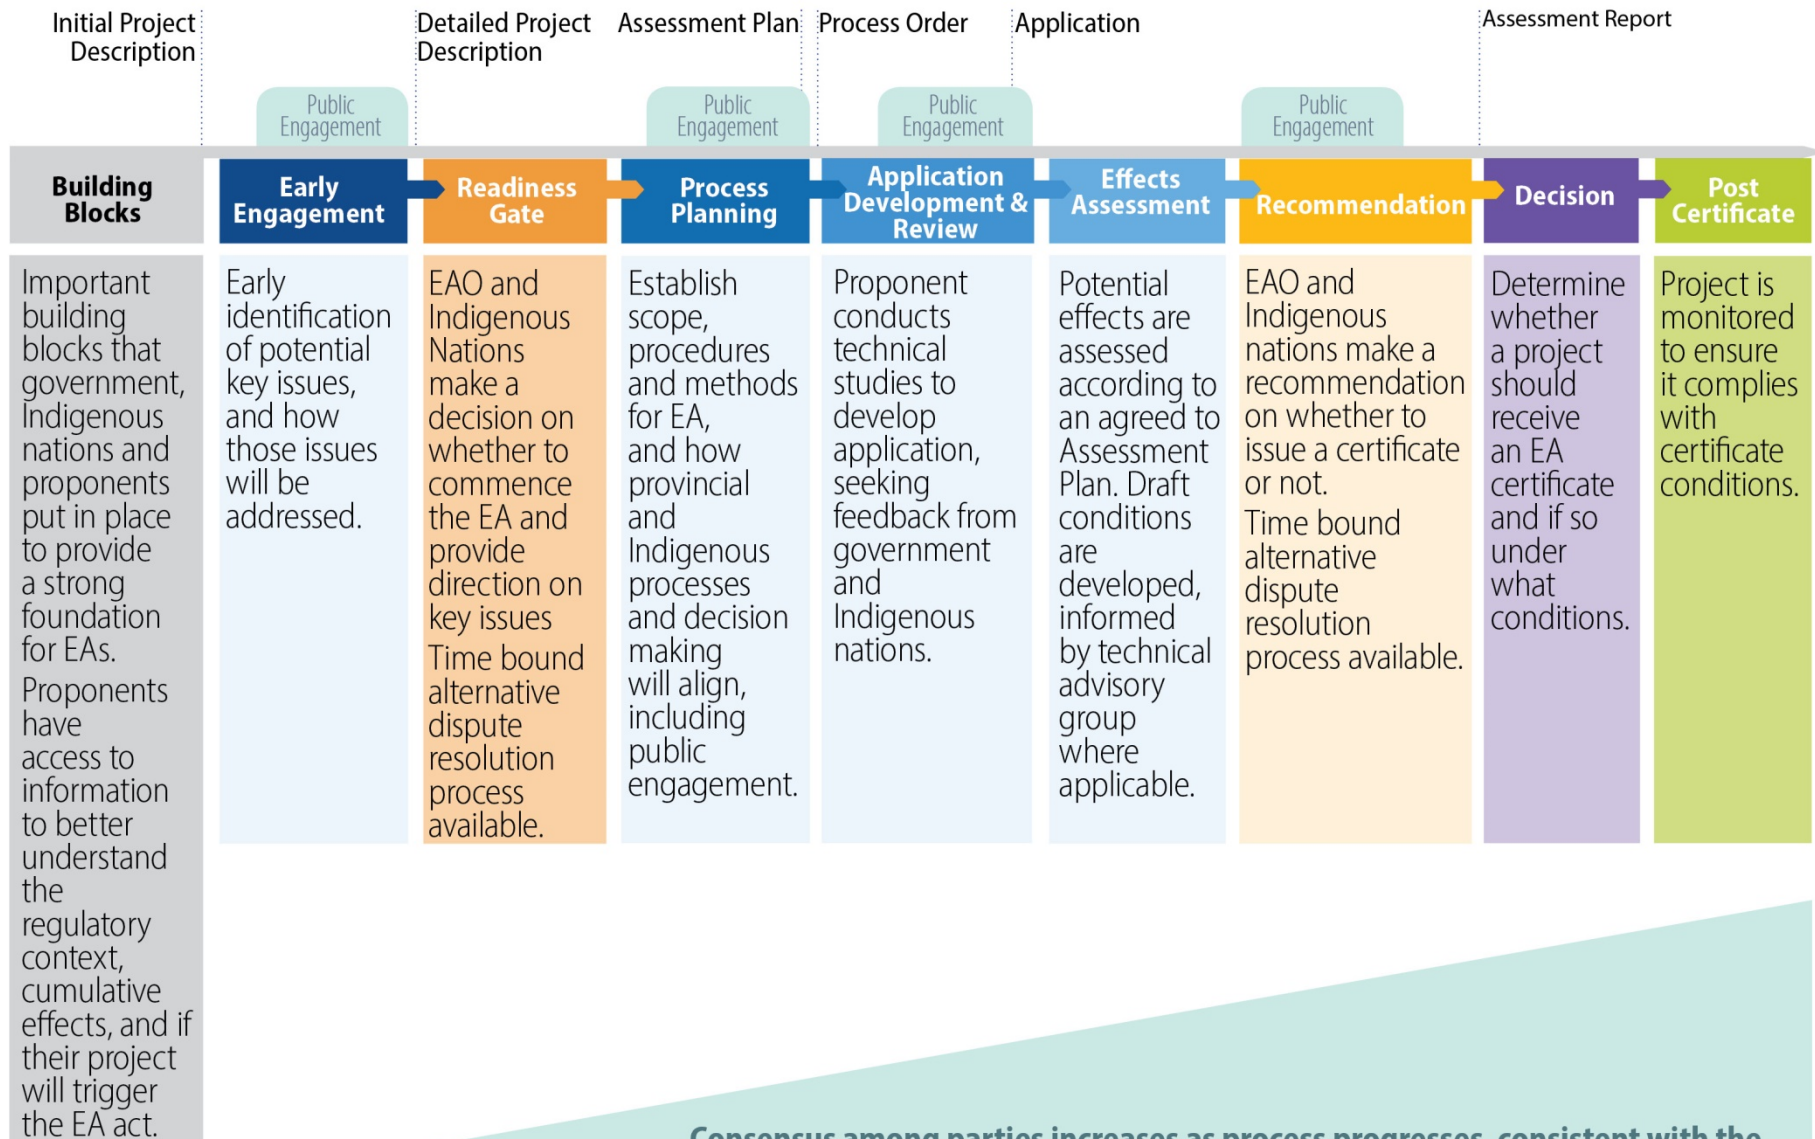 Initial Project
Description
Detailed Project
Description
Assessment Plan
Process Order
Application
Assessment Report
Public
Engagement
Public
Engagement
Public
Engagement
Public
Engagement
Building
Blocks
Early
Engagement
Readiness
Gate
Process
Planning
Application
Development &
Review
Effects
Assessment
Recommendation
Decision
Post
Certificate
Important
building
blocks that
government,
Indigenous
nations and
proponents
put in place
to provide
a strong
foundation
for EAs.
Proponents
have
access to
information
to better
understand
the
regulatory
context,
cumulative
effects, and if
their project
will trigger
the EA act.
Early
identification
of potential
key issues,
and how
those issues
will be
addressed.
EAO and
Indigenous
Nations
make a
decision on
whether to
commence
the EA and
provide
direction on
key issues
Time bound
alternative
dispute
resolution
process
available.
Establish
scope,
procedures
and methods
for EA,
and how
provincial
and
Indigenous
processes
and decision
making
will align,
including
public
engagement.
Proponent
conducts
technical
studies to
develop
application,
seeking
feedback from
government
and
Indigenous
nations.
Potential
effects are
assessed
according to
an agreed to
Assessment
Plan. Draft
conditions
are
developed,
informed
by technical
advisory
group
where
applicable.
EAO and
Indigenous
nations make a
recommendation
on whether to
issue a certificate
or not.
Time bound
alternative
dispute
resolution
process available.
Determine
whether
a project
should
receive
an EA
certificate
and if so
under
what
conditions.
Project is
monitored
to ensure
it complies
with
certificate
conditions.
Consensus among parties increases as process progresses, consistent with the